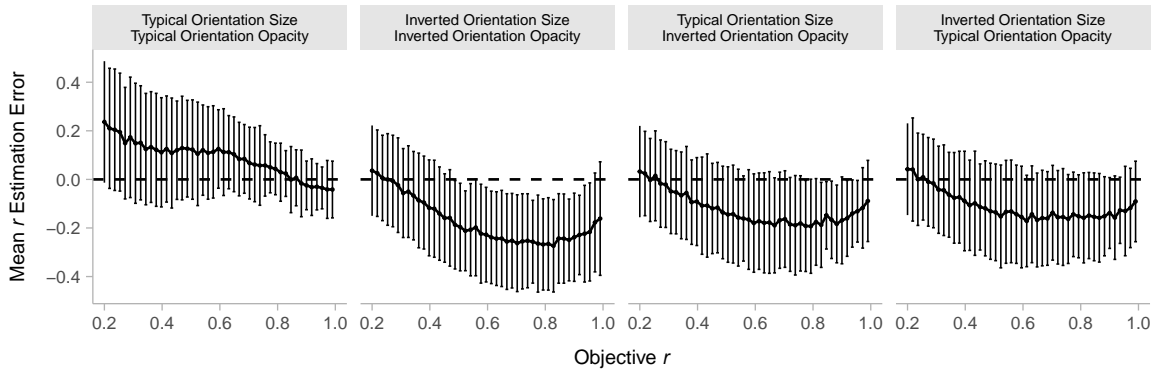 Typical Orientation Size
Typical Orientation Opacity
Inverted Orientation Size
Inverted Orientation Opacity
Typical Orientation Size
Inverted Orientation Opacity
Inverted Orientation Size
Typical Orientation Opacity
Mean r Estimation Error
0.4
0.2
0.0
−0.2
−0.4
0.2 0.4 0.6 0.8 1.0
0.2 0.4 0.6 0.8 1.0
0.2 0.4 0.6 0.8 1.0
0.2 0.4 0.6 0.8 1.0
Objective r